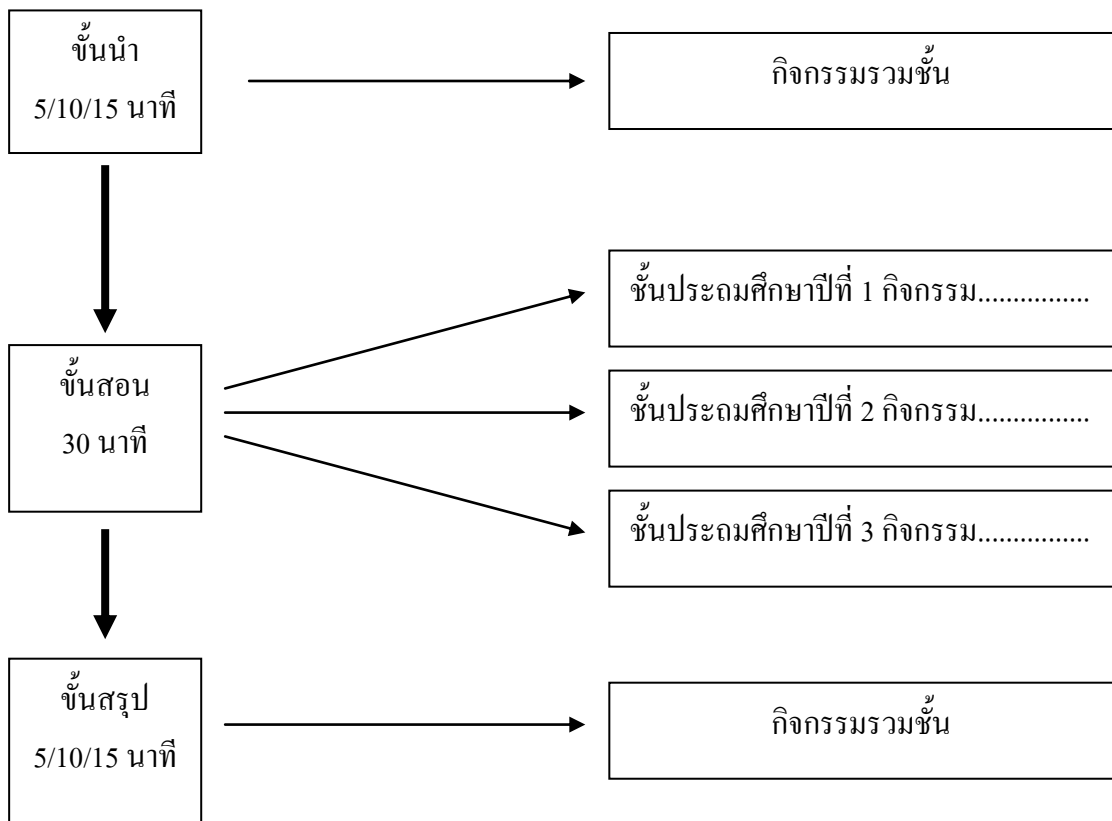 ขั้นนำ
5/10/15 นาที
กิจกรรมรวมชั้น
ชั้นประถมศึกษาปีที่ 1 กิจกรรม................
ขั้นสอน
30 นาที
ชั้นประถมศึกษาปีที่ 2 กิจกรรม................
ชั้นประถมศึกษาปีที่ 3 กิจกรรม................
ขั้นสรุป
5/10/15 นาที
กิจกรรมรวมชั้น